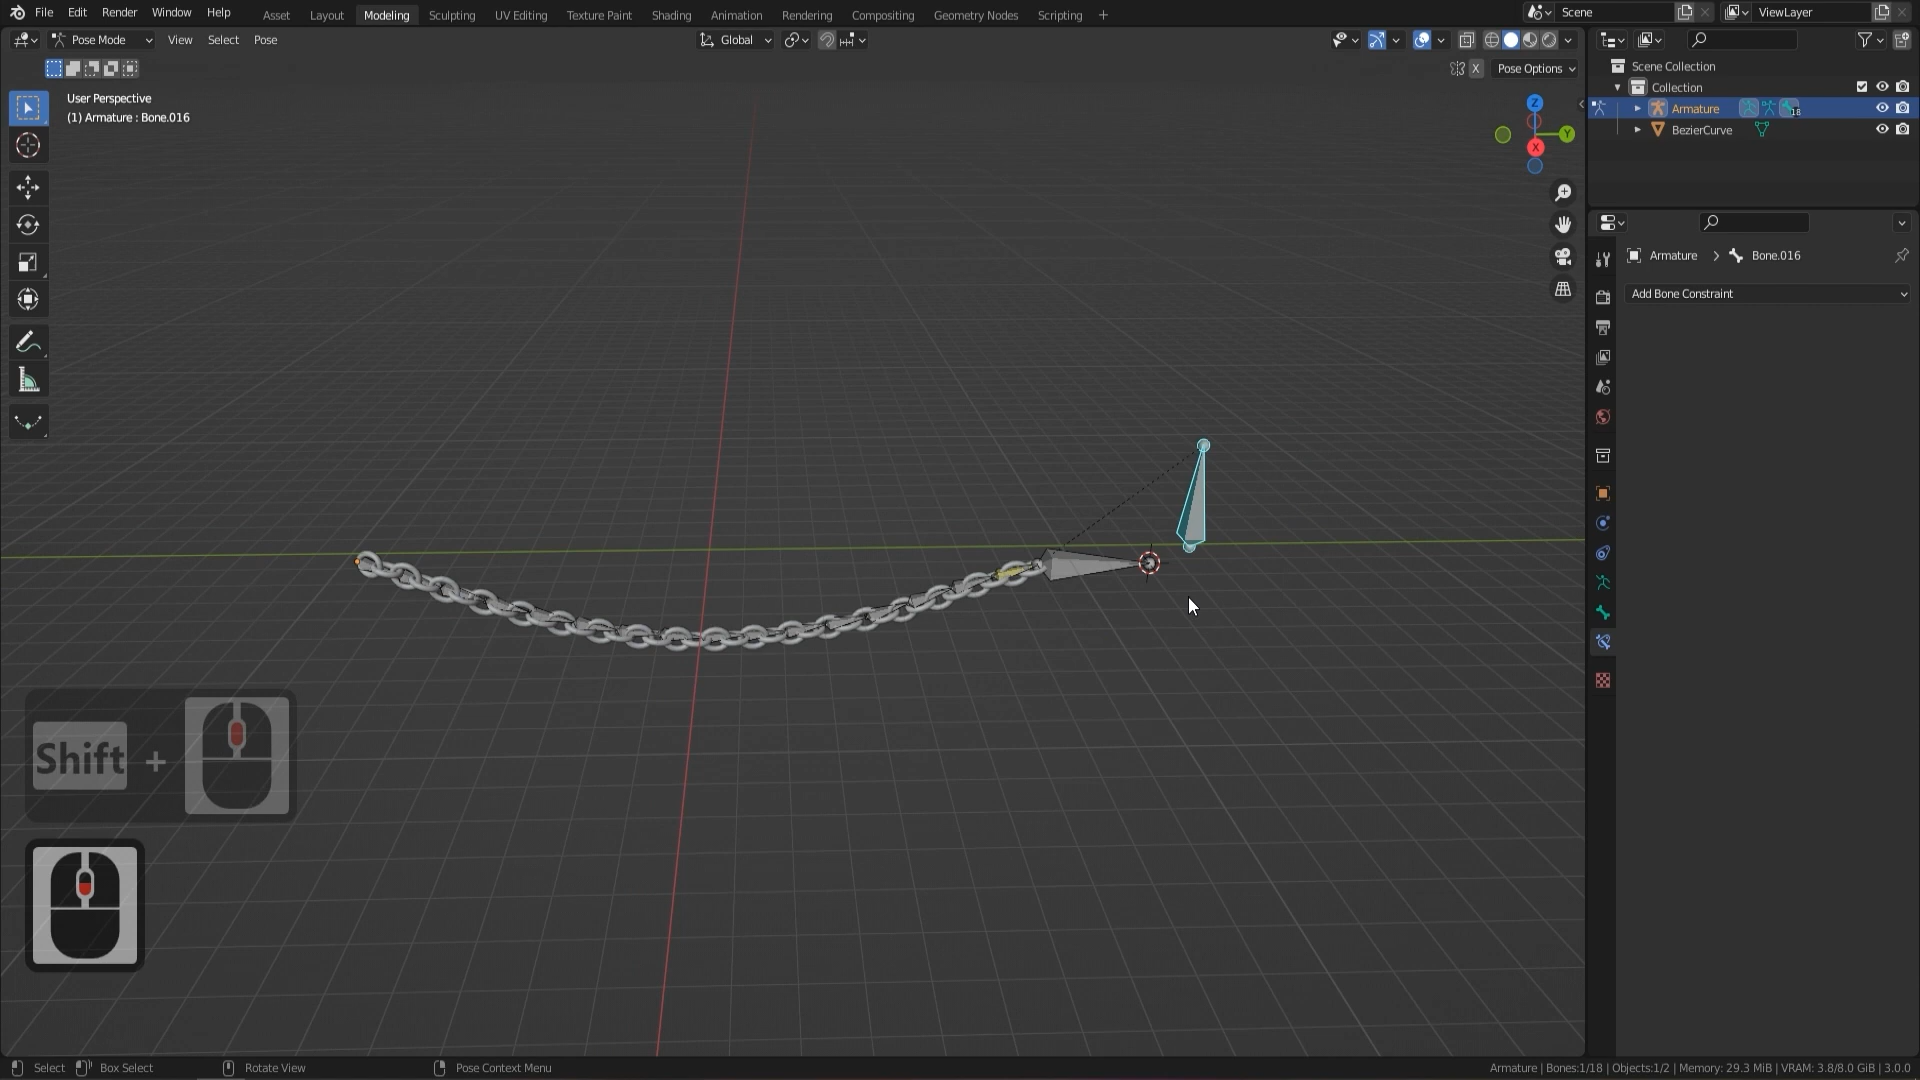 File Edit Render Window Help Asset Layout Modeling Sculpting UV Editing Texture Paint Shading Animation Rendering Compositing Geometry Nodes Scripting + Scene ViewLayer
Pose Mode View Select Pose Global
X Pose Options
User Perspective
(1) Armature : Bone.016
Z
Y
X
Scene Collection
Collection
Armature 18
BezierCurve
Armature > Bone.016
Add Bone Constraint
Shift +
Select Box Select Rotate View Pose Context Menu Armature | Bones:1/18 | Objects:1/2 | Memory: 29.3 MiB | VRAM: 3.8/8.0 GiB | 3.0.0